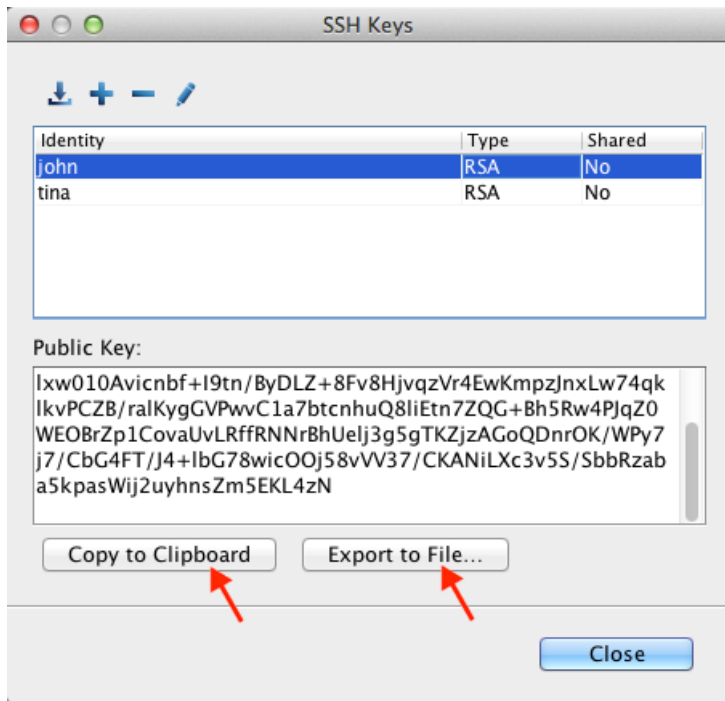 SSH Keys
Identity Type Shared
john RSA No
tina RSA No
Public Key:
lxw010Avicnbf+I9tn/ByDLZ+8Fv8HjvqzVr4EwKmpzJnxLw74qk
lkvPCZB/ralKygGVPwvC1a7btcnhuQ8liEtn7ZQG+Bh5Rw4PJqZ0
WEOBrZp1CovaUvLRffRNNrBhUelj3g5gTKZjzAGoQDnrOK/WPy7
j7/CbG4FT/J4+lbG78wicOOj58vVV37/CKANiLXc3v5S/SbbRzab
a5kpasWij2uyhnsZm5EKL4zN
Copy to Clipboard Export to File...
Close